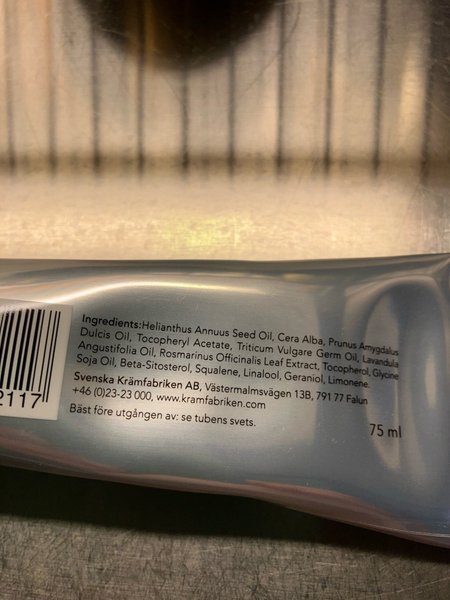 Ingredients:Helianthus Annuus Seed Oil, Cera Alba, Prunus Amygdalus
Dulcis Oil, Tocopheryl Acetate, Triticum Vulgare Germ Oil, Lavandula
Angustifolia Oil, Rosmarinus Officinalis Leaf Extract, Tocopherol, Glycine
Soja Oil, Beta-Sitosterol, Squalene, Linalool, Geraniol, Limonene.
Svenska Krämfabriken AB, Västermalmsvägen 13B, 791 77 Falun
+46 (0)23-23 000, www.kramfabriken.com
Bäst före utgången av: se tubens svets.
75 ml
2117